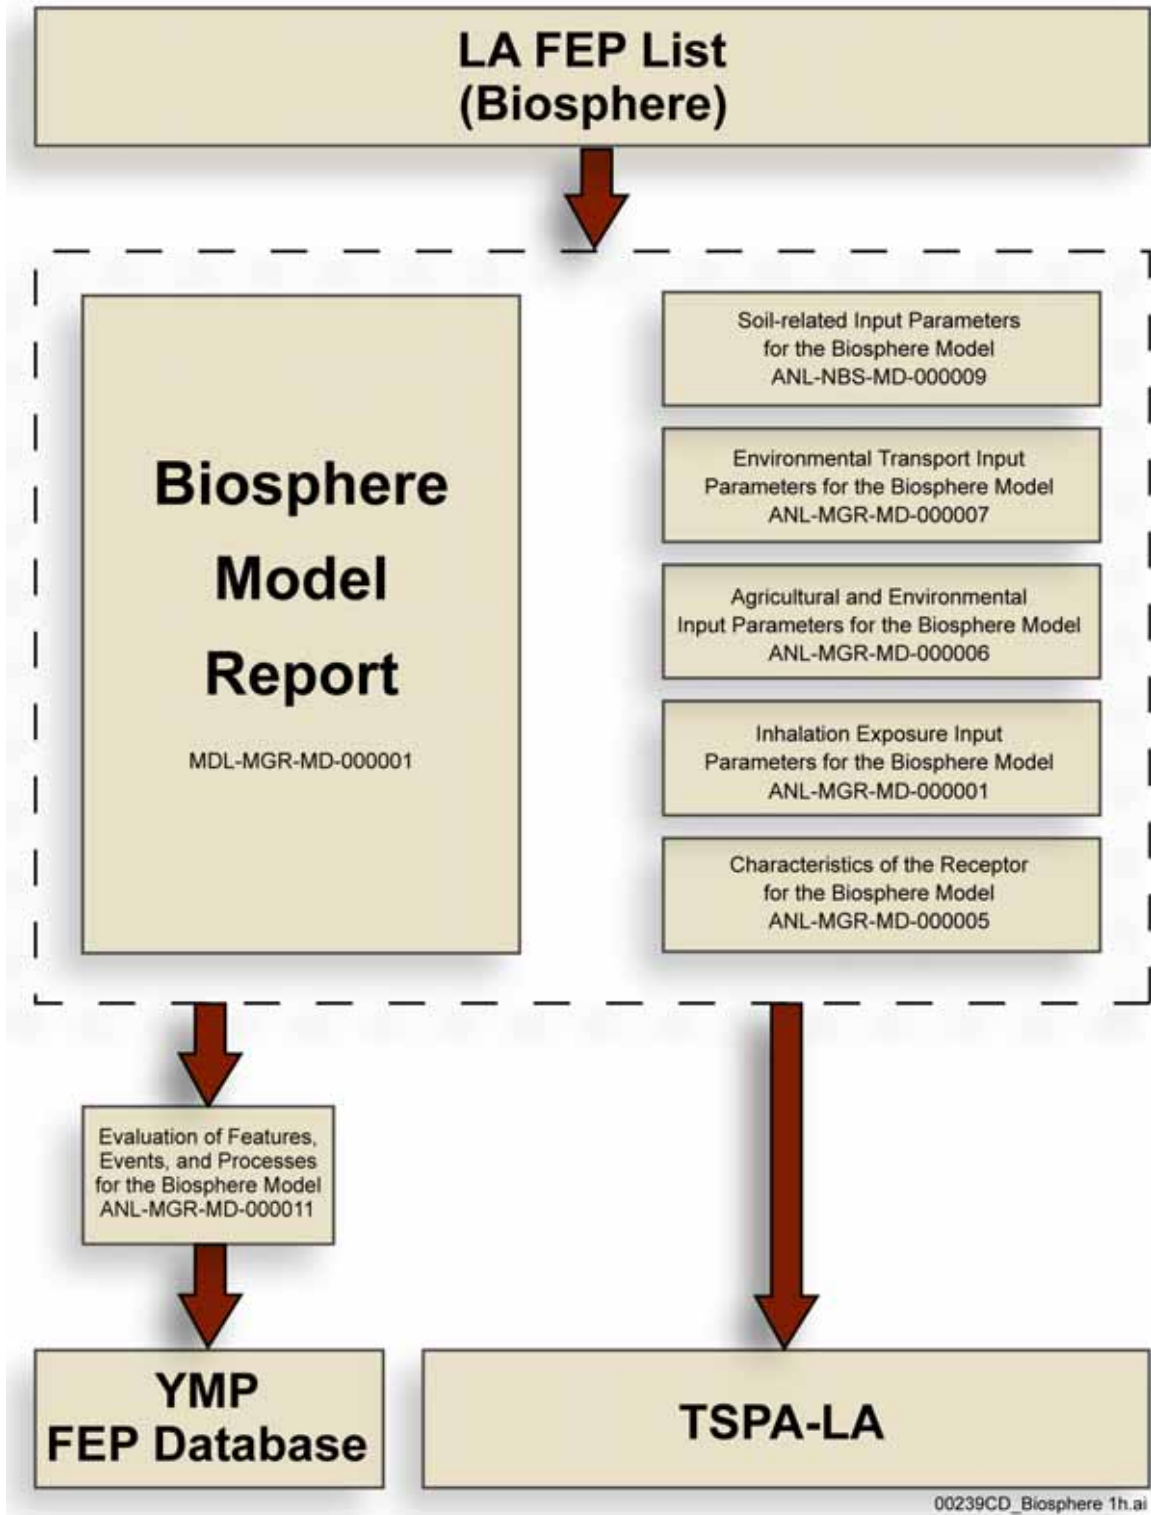 LA FEP List
(Biosphere)
Biosphere
Model
Report
MDL-MGR-MD-000001
Soil-related Input Parameters
for the Biosphere Model
ANL-NBS-MD-000009
Environmental Transport Input
Parameters for the Biosphere Model
ANL-MGR-MD-000007
Agricultural and Environmental
Input Parameters for the Biosphere Model
ANL-MGR-MD-000006
Inhalation Exposure Input
Parameters for the Biosphere Model
ANL-MGR-MD-000001
Characteristics of the Receptor
for the Biosphere Model
ANL-MGR-MD-000005
Evaluation of Features,
Events, and Processes
for the Biosphere Model
ANL-MGR-MD-000011
YMP
FEP Database
TSPA-LA
00239CD_Biosphere 1h.ai